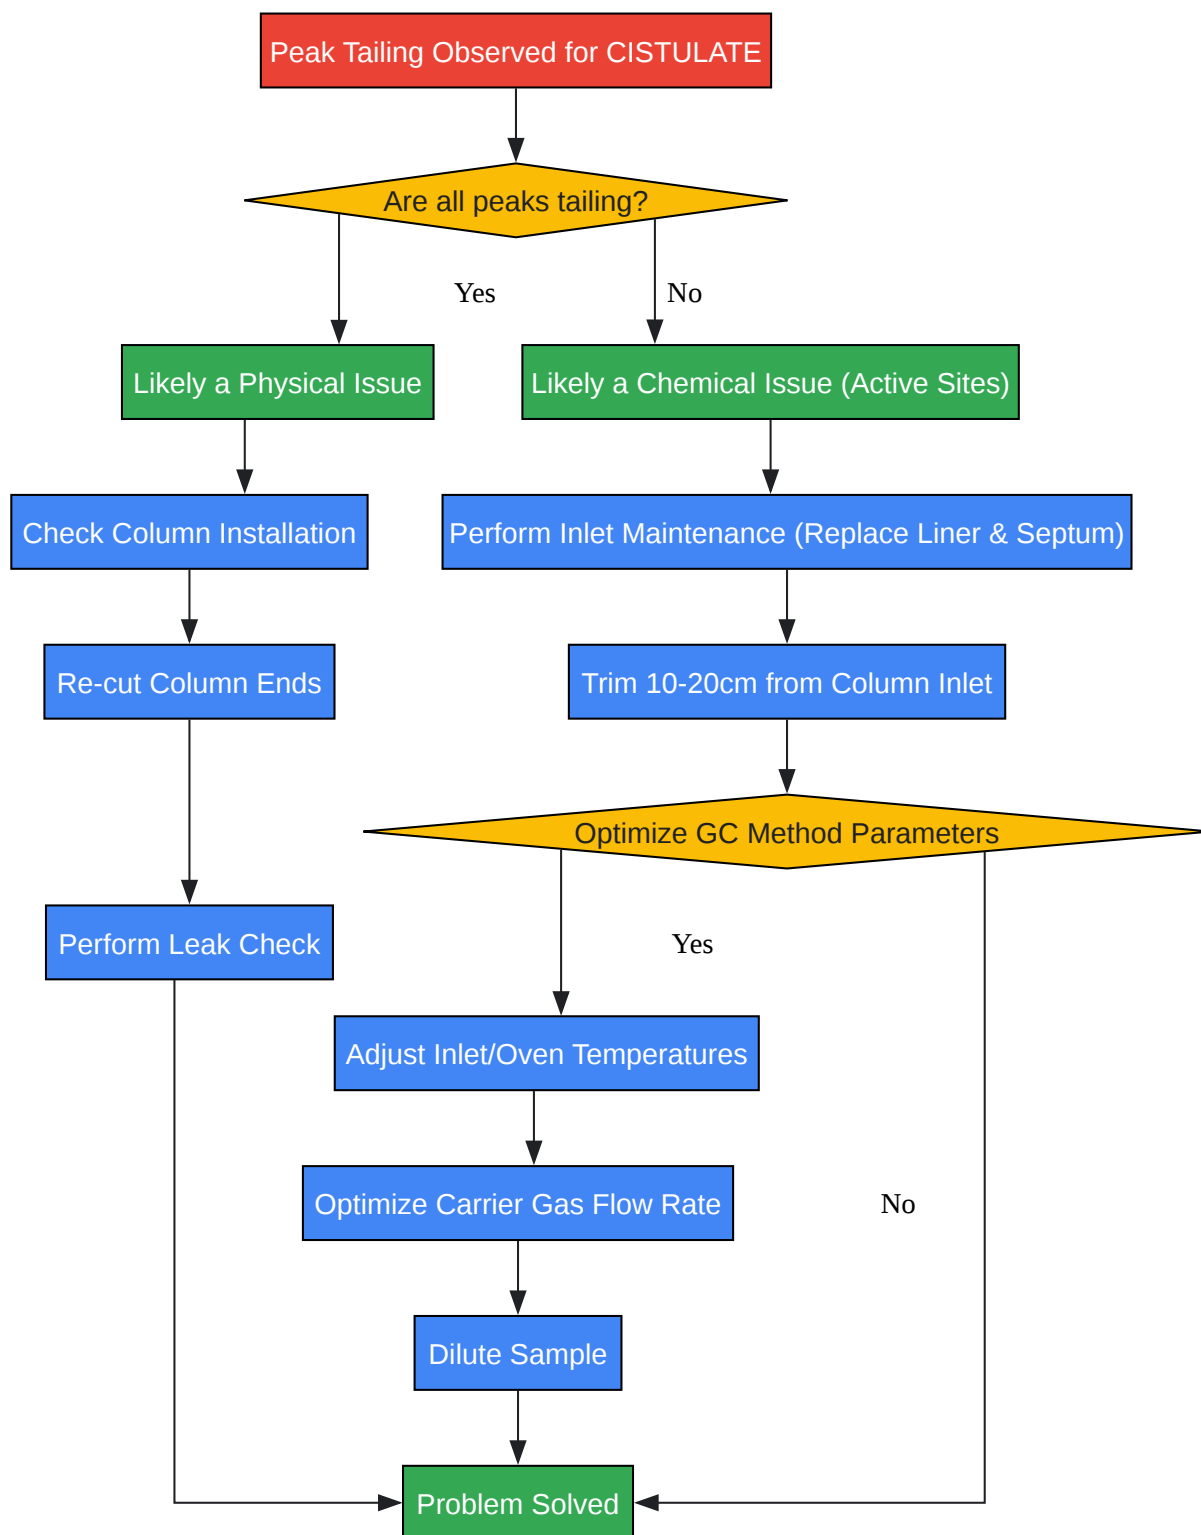 Peak Tailing Observed for CISTULATE
Are all peaks tailing?
Yes
No
Likely a Physical Issue
Likely a Chemical Issue (Active Sites)
Check Column Installation
Perform Inlet Maintenance (Replace Liner & Septum)
Re-cut Column Ends
Trim 10-20cm from Column Inlet
Optimize GC Method Parameters
Perform Leak Check
Yes
Adjust Inlet/Oven Temperatures
Optimize Carrier Gas Flow Rate
No
Dilute Sample
Problem Solved